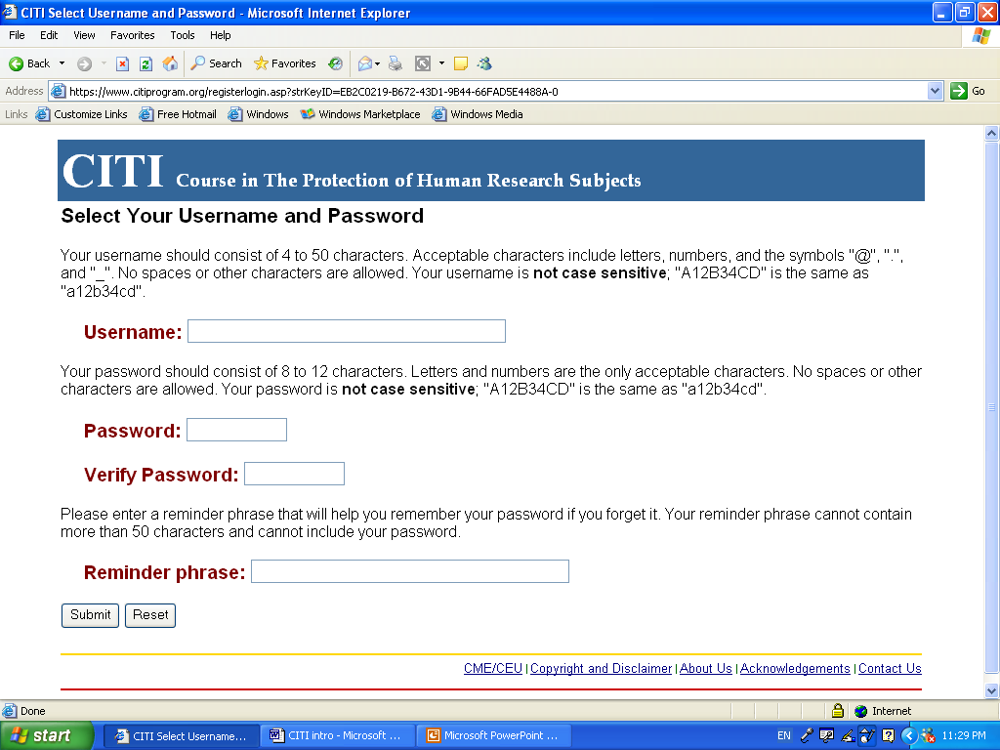 CITI Select Username and Password - Microsoft Internet Explorer
File Edit View Favorites Tools Help
Back Search Favorites
Address https://www.citiprogram.org/registerlogin.asp?strKeyID=EB2C0219-B672-43D1-9B44-66FAD5E4488A-0 Go
Links Customize Links Free Hotmail Windows Windows Marketplace Windows Media
CITI Course in The Protection of Human Research Subjects
Select Your Username and Password
Your username should consist of 4 to 50 characters. Acceptable characters include letters, numbers, and the symbols "@", ".",
and "_". No spaces or other characters are allowed. Your username is not case sensitive; "A12B34CD" is the same as
"a12b34cd".
Username:
Your password should consist of 8 to 12 characters. Letters and numbers are the only acceptable characters. No spaces or other
characters are allowed. Your password is not case sensitive; "A12B34CD" is the same as "a12b34cd".
Password:
Verify Password:
Please enter a reminder phrase that will help you remember your password if you forget it. Your reminder phrase cannot contain
more than 50 characters and cannot include your password.
Reminder phrase:
Submit Reset
CME/CEU | Copyright and Disclaimer | About Us | Acknowledgements | Contact Us
Done Internet
start CITI Select Username... CITI intro - Microsoft ... Microsoft PowerPoint ... EN 11:29 PM